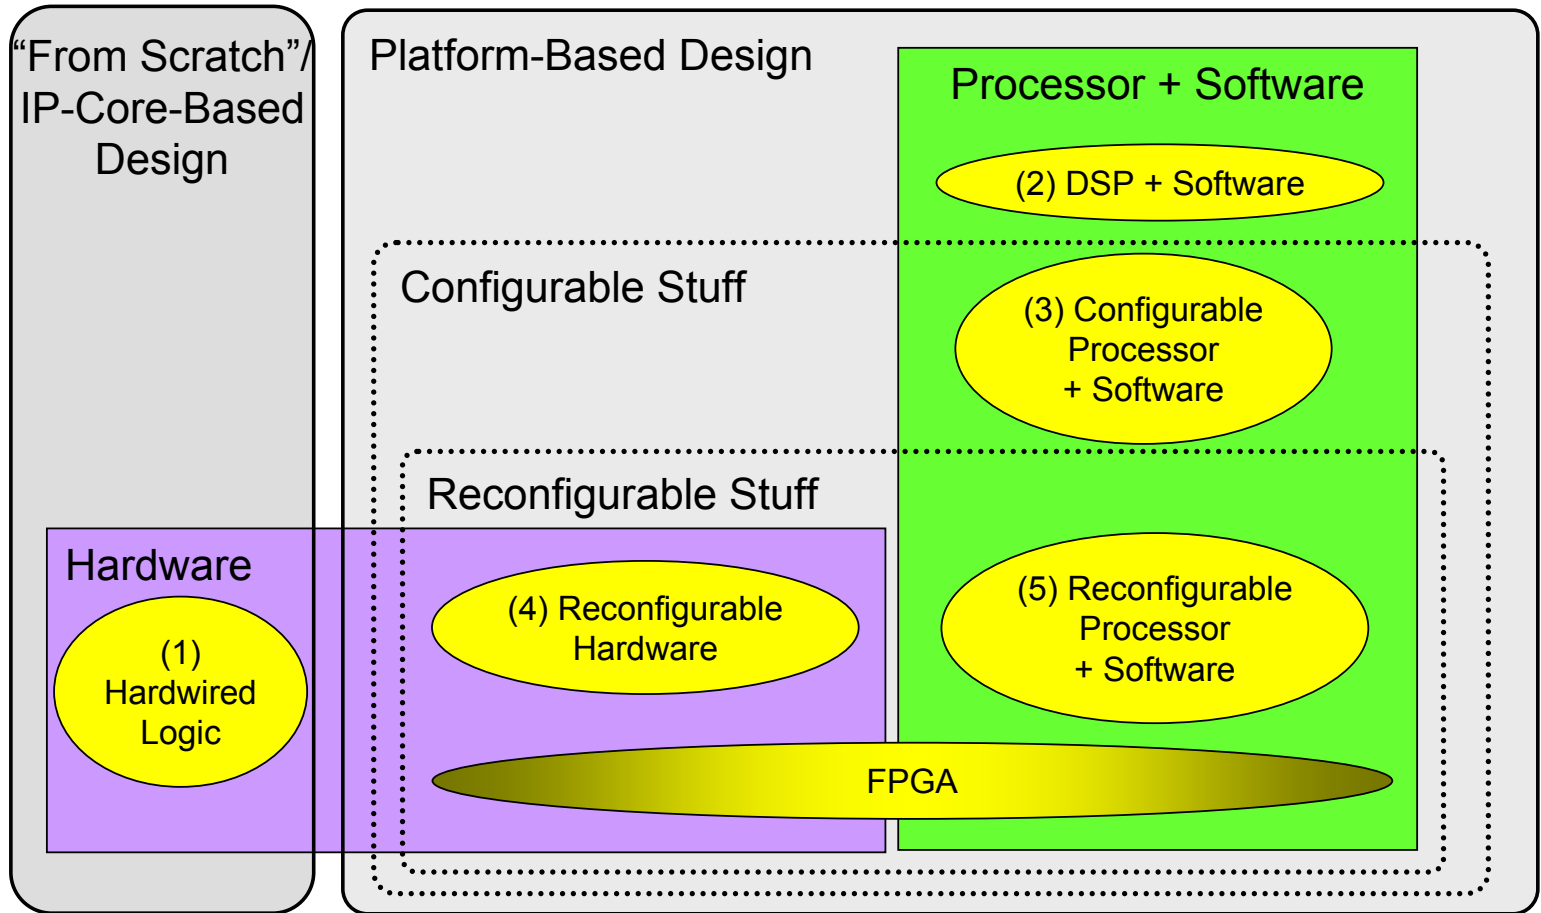 “From Scratch”/
IP-Core-Based
Design
Platform-Based Design
Processor + Software
(2) DSP + Software
Configurable Stuff
(3) Configurable
Processor
+ Software
Reconfigurable Stuff
Hardware
(1)
Hardwired
Logic
(4) Reconfigurable
Hardware
(5) Reconfigurable
Processor
+ Software
FPGA